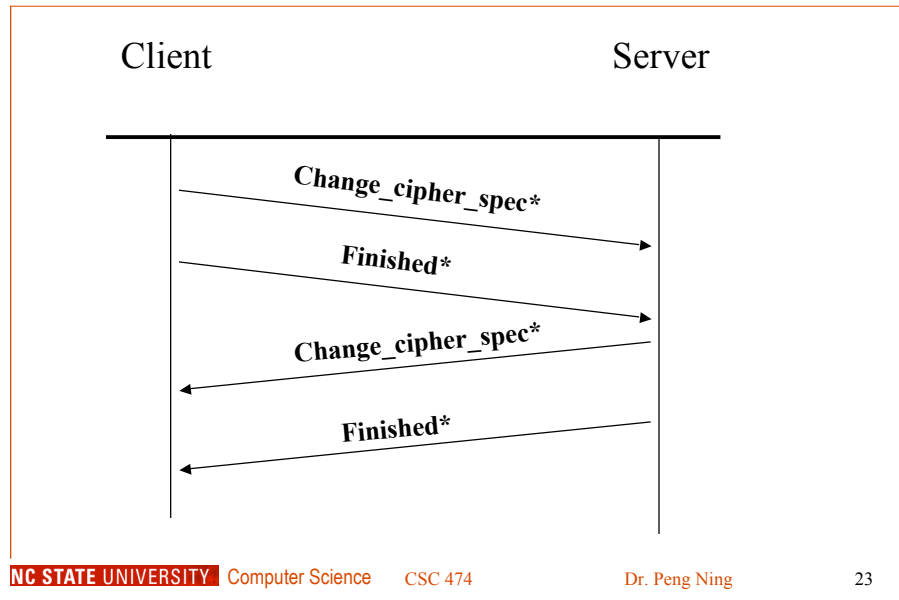 Client Server
Change_cipher_spec*
Finished*
Change_cipher_spec*
Finished*
NC STATE UNIVERSITY Computer Science CSC 474 Dr. Peng Ning 23